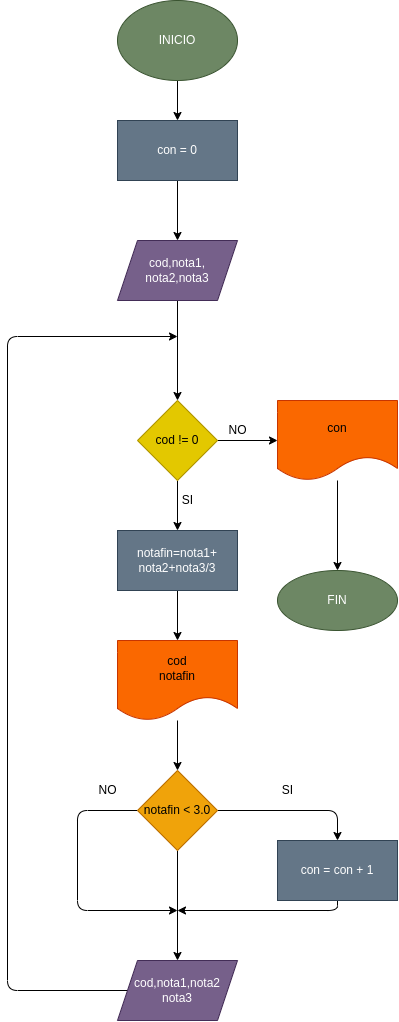 INICIO
con = 0
cod,nota1,
nota2,nota3
cod != 0
NO
con
SI
notafin=nota1+
nota2+nota3/3
FIN
cod
notafin
NO
SI
notafin < 3.0
con = con + 1
cod,nota1,nota2
nota3